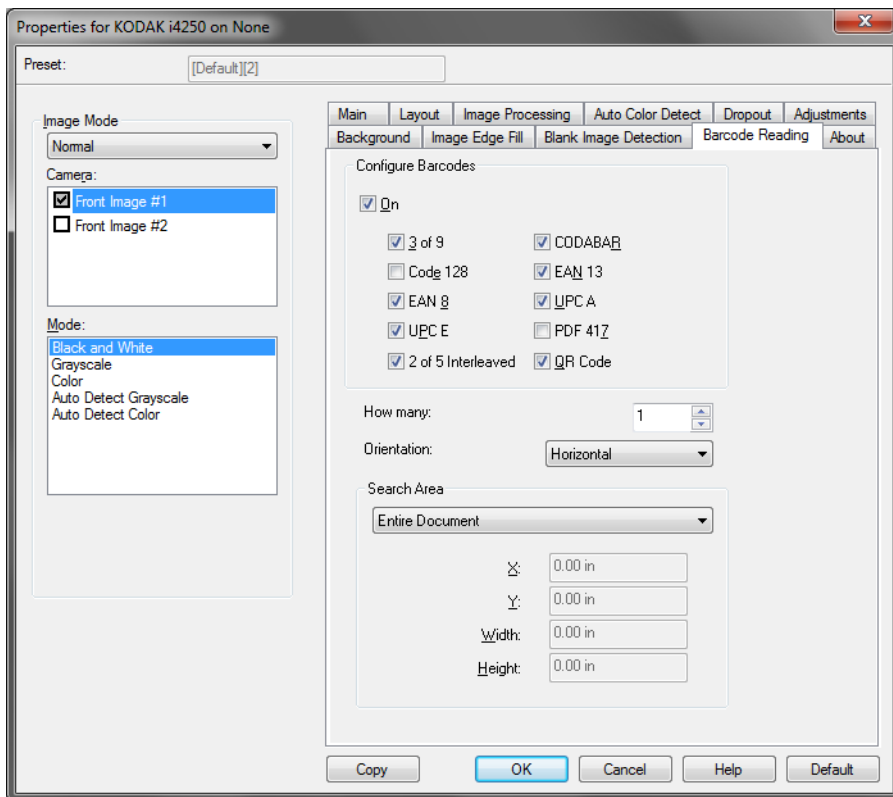 Properties for KODAK i4250 on None
Preset:
[Default][2]
Image Mode
Normal
Camera:
Front Image #1
Front Image #2
Mode:
Black and White
Grayscale
Color
Auto Detect Grayscale
Auto Detect Color
Main Layout Image Processing Auto Color Detect Dropout Adjustments
Background Image Edge Fill Blank Image Detection Barcode Reading About
Configure Barcodes
On
3 of 9 CODABAR
Code 128 EAN 13
EAN 8 UPC A
UPC E PDF 417
2 of 5 Interleaved QR Code
How many: 1
Orientation: Horizontal
Search Area
Entire Document
X: 0.00 in
Y: 0.00 in
Width: 0.00 in
Height: 0.00 in
Copy OK Cancel Help Default